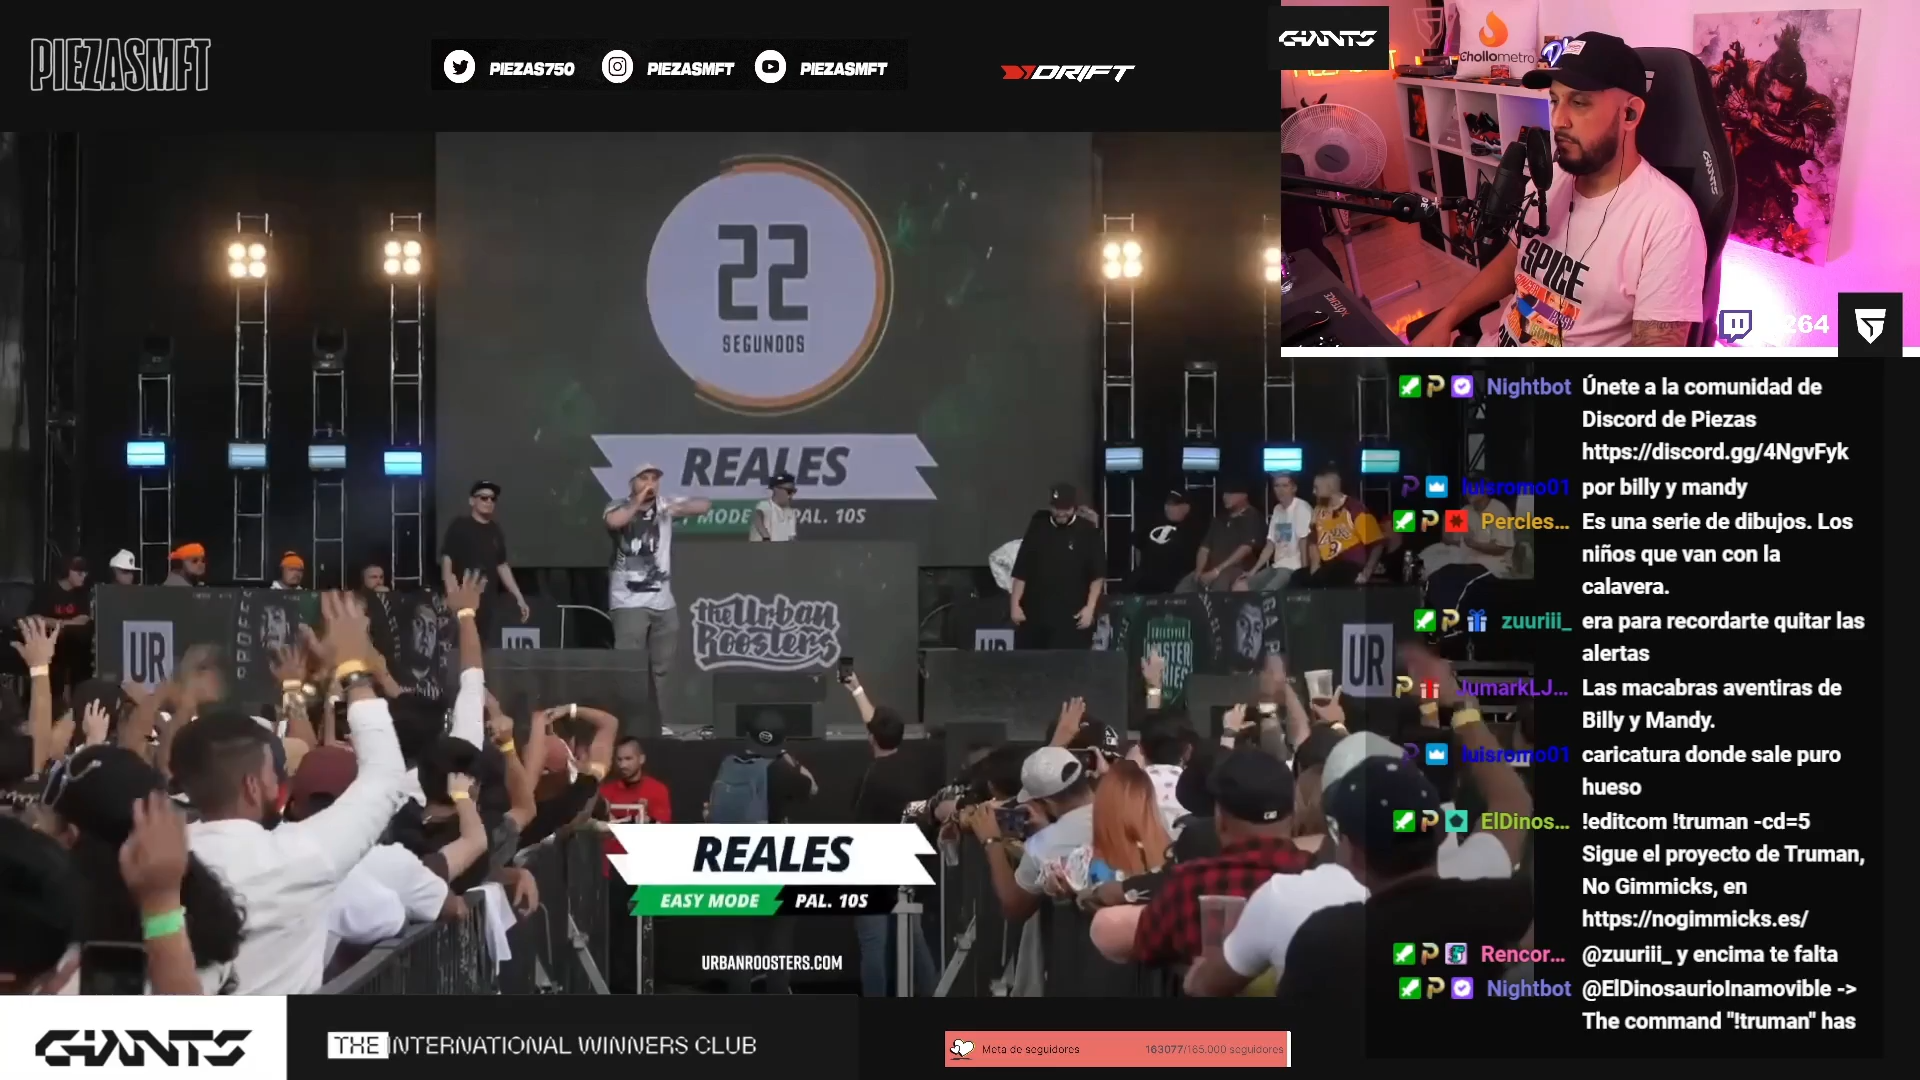 PIEZASMFT
PIEZAS750
PIEZASMFT
PIEZASMFT
DRIFT
GIANTS
Chollometro
SPICE
264
22
SEGUNDOS
REALES
PAL. 10S
the Urban
Roosters
UR
UR
REALES
EASY MODE
PAL. 10S
URBANROOSTERS.COM
Nightbot Únete a la comunidad de
Discord de Piezas
https://discord.gg/4NgvFyk
luisromo01 por billy y mandy
Percles... Es una serie de dibujos. Los
niños que van con la
calavera.
zuuriii_ era para recordarte quitar las
alertas
JumarkLJ... Las macabras aventiras de
Billy y Mandy.
luisromo01 caricatura donde sale puro
hueso
ElDinos... !editcom !truman -cd=5
Sigue el proyecto de Truman,
No Gimmicks, en
https://nogimmicks.es/
Rencor... @zuuriii_ y encima te falta
Nightbot @ElDinosaurioInamovible ->
The command "!truman" has
GIANTS
THE INTERNATIONAL WINNERS CLUB
Meta de seguidores
163077/165.000 seguidores